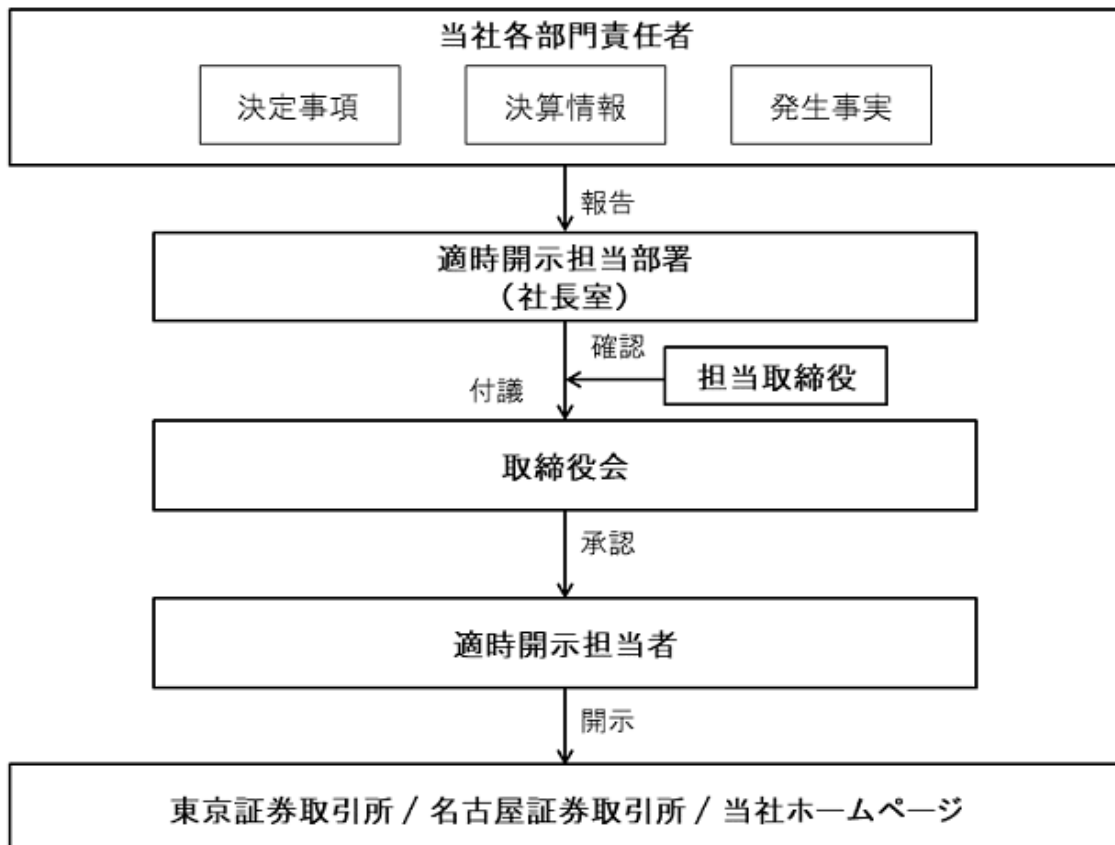 当社各部門責任者
決定事項
決算情報
発生事実
報告
適時開示担当部署
（社長室）
確認
担当取締役
付議
取締役会
承認
適時開示担当者
開示
東京証券取引所 / 名古屋証券取引所 / 当社ホームページ